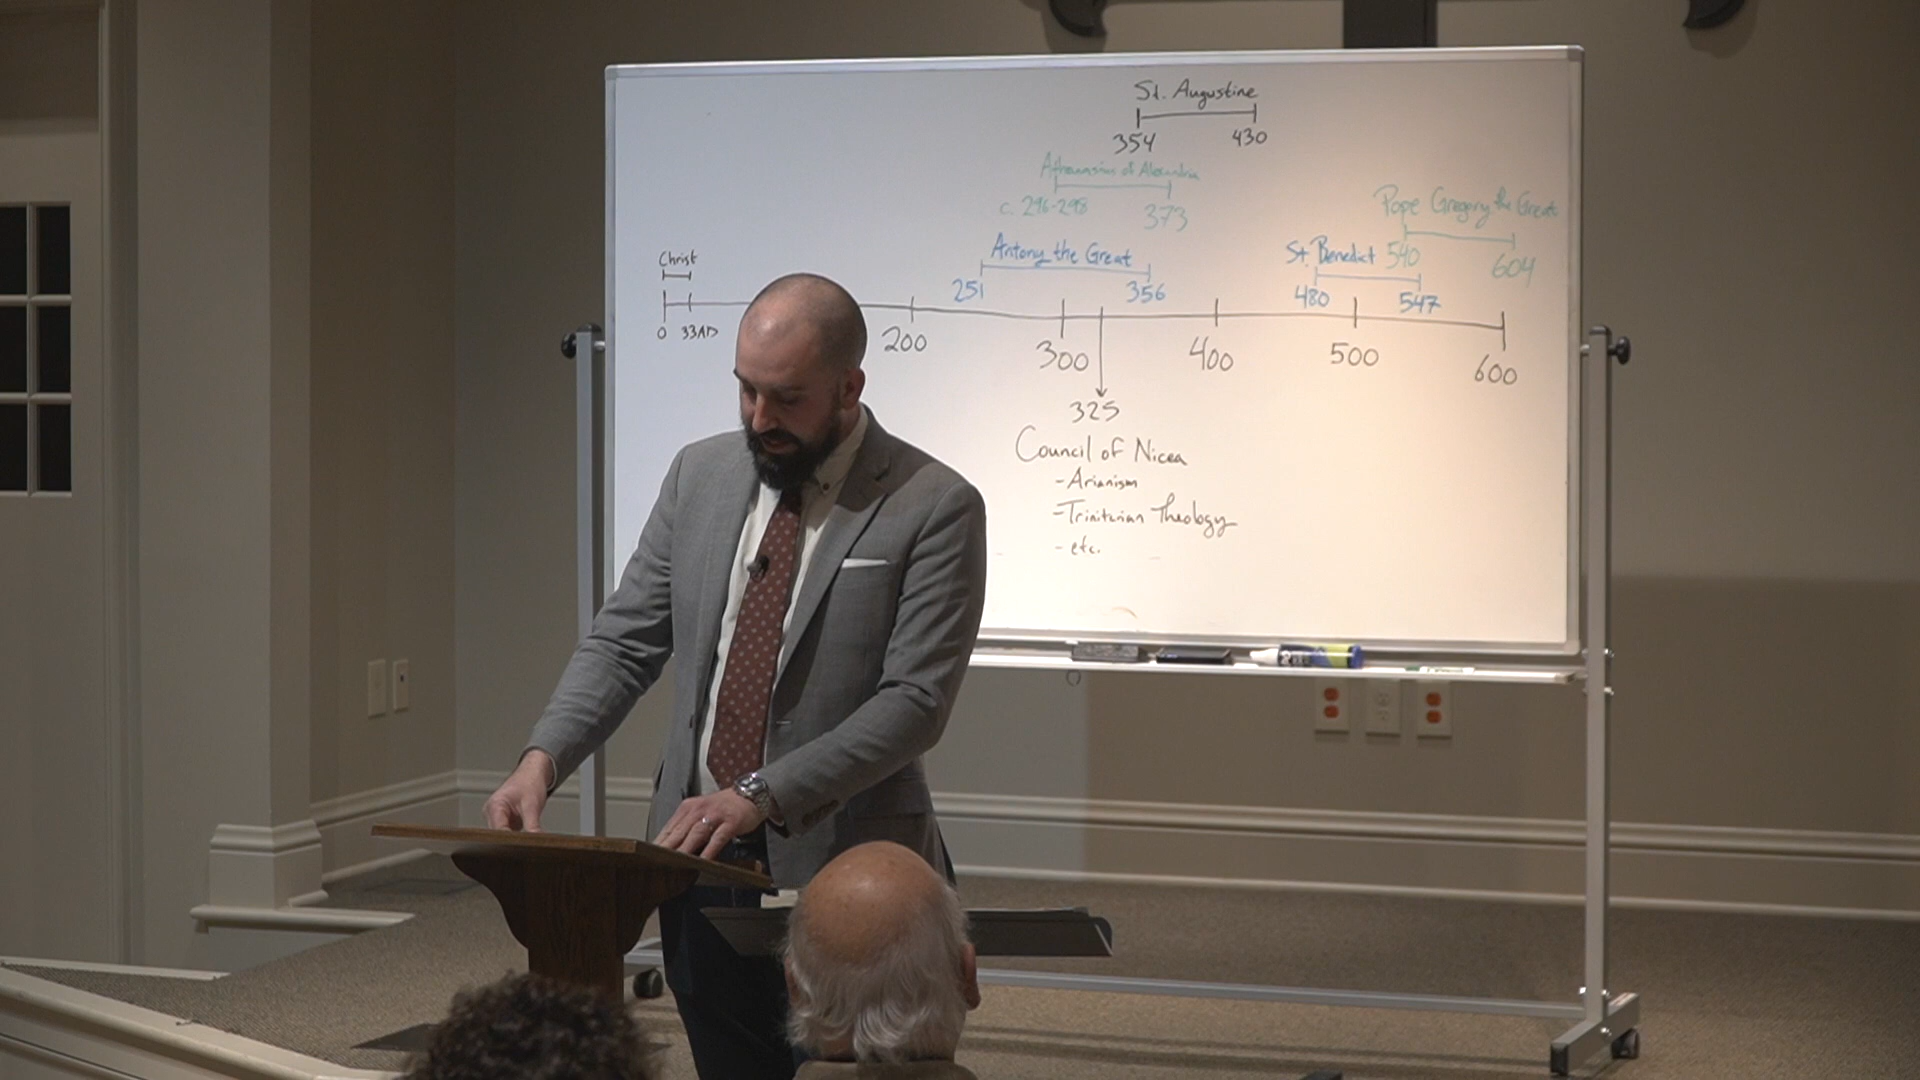 St. Augustine
354 430
Athanasius of Alexandria
c. 296-298 373
Pope Gregory the Great
540 604
Christ
Antony the Great
251 356
St. Benedict
480 547
0 33AD 200 300 400 500 600
325
Council of Nicea
- Arianism
- Trinitarian Theology
- etc.